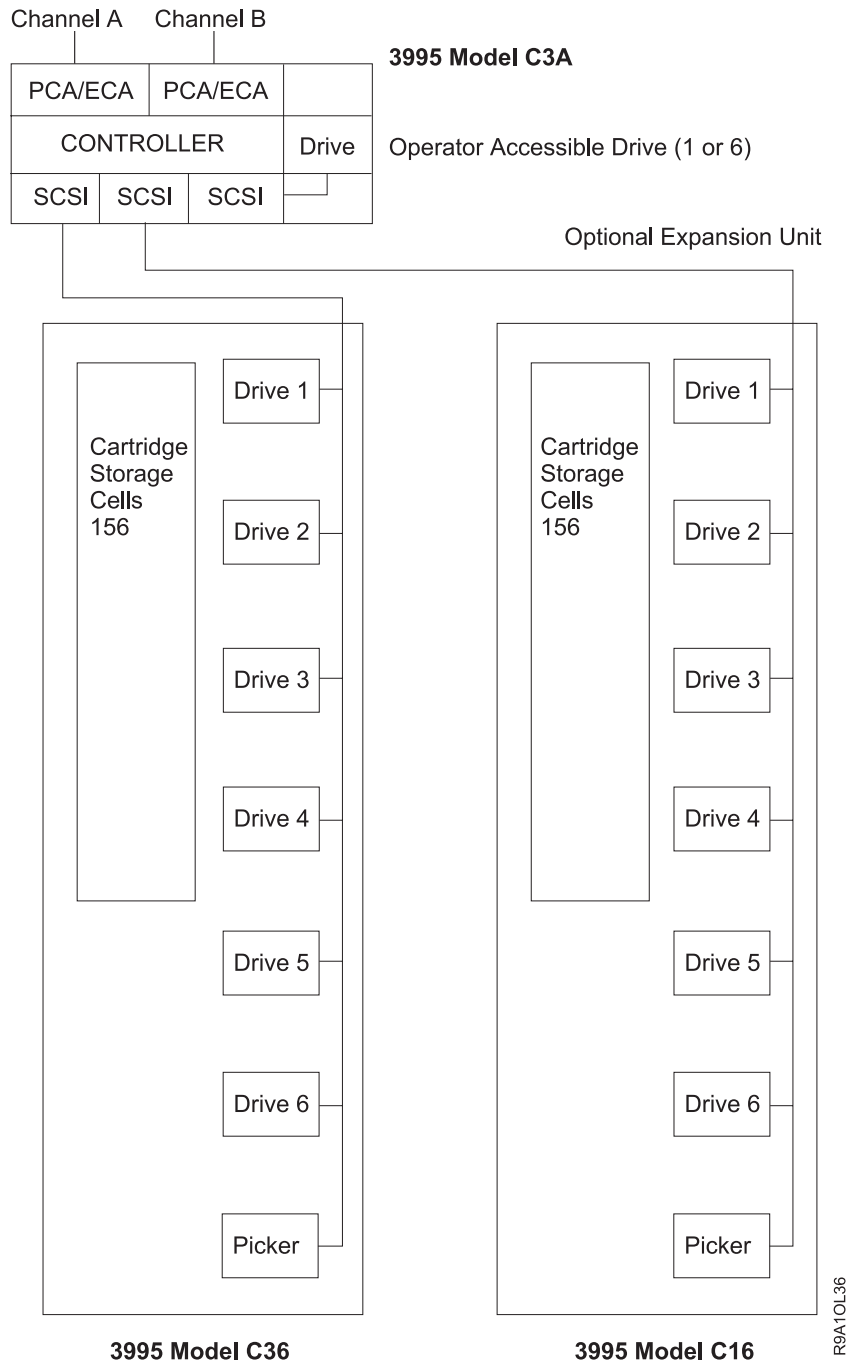 Channel A Channel B
3995 Model C3A
PCA/ECA PCA/ECA
CONTROLLER Drive Operator Accessible Drive (1 or 6)
SCSI SCSI SCSI
Optional Expansion Unit
Drive 1
Cartridge
Storage
Cells
156
Drive 2
Drive 3
Drive 4
Drive 5
Drive 6
Picker
3995 Model C36
Drive 1
Cartridge
Storage
Cells
156
Drive 2
Drive 3
Drive 4
Drive 5
Drive 6
Picker
3995 Model C16
R9A1OL36